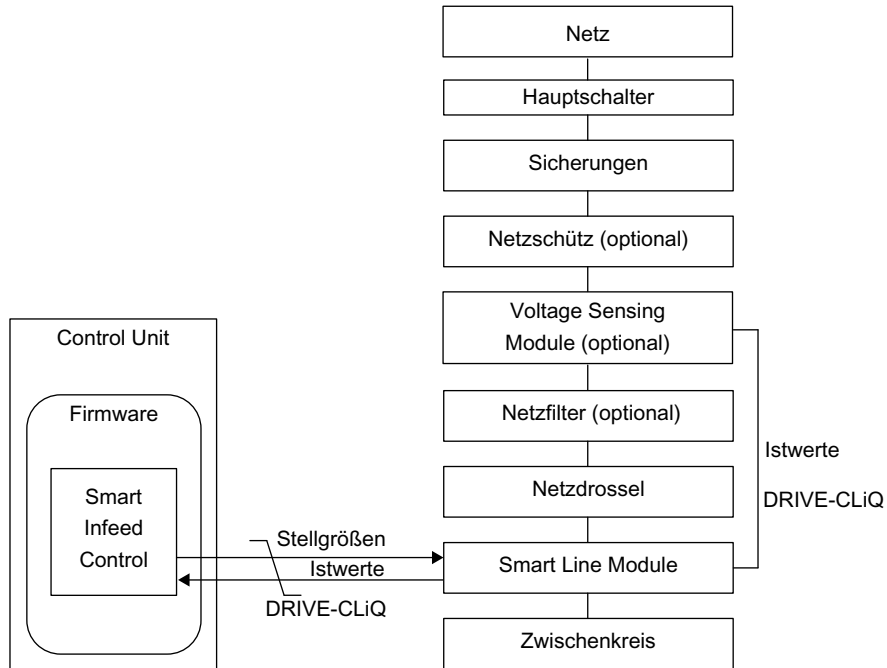 Netz
Hauptschalter
Sicherungen
Netzschütz (optional)
Voltage Sensing
Module (optional)
Netzfilter (optional)
Netzdrossel
Smart Line Module
Zwischenkreis
Istwerte
DRIVE-CLiQ
Control Unit
Firmware
Smart
Infeed
Control
Stellgrößen
Istwerte
DRIVE-CLiQ